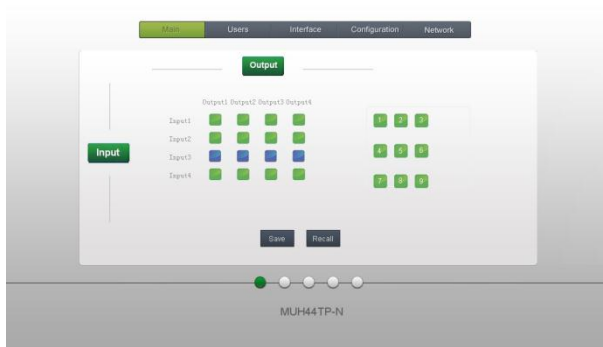 Main Users Interface Configuration Network
Output
Output1 Output2 Output3 Output4
Input1
Input2
Input3
Input4
Input
1 2 3
4 5 6
7 8 9
Save Recall
MUH44TP-N